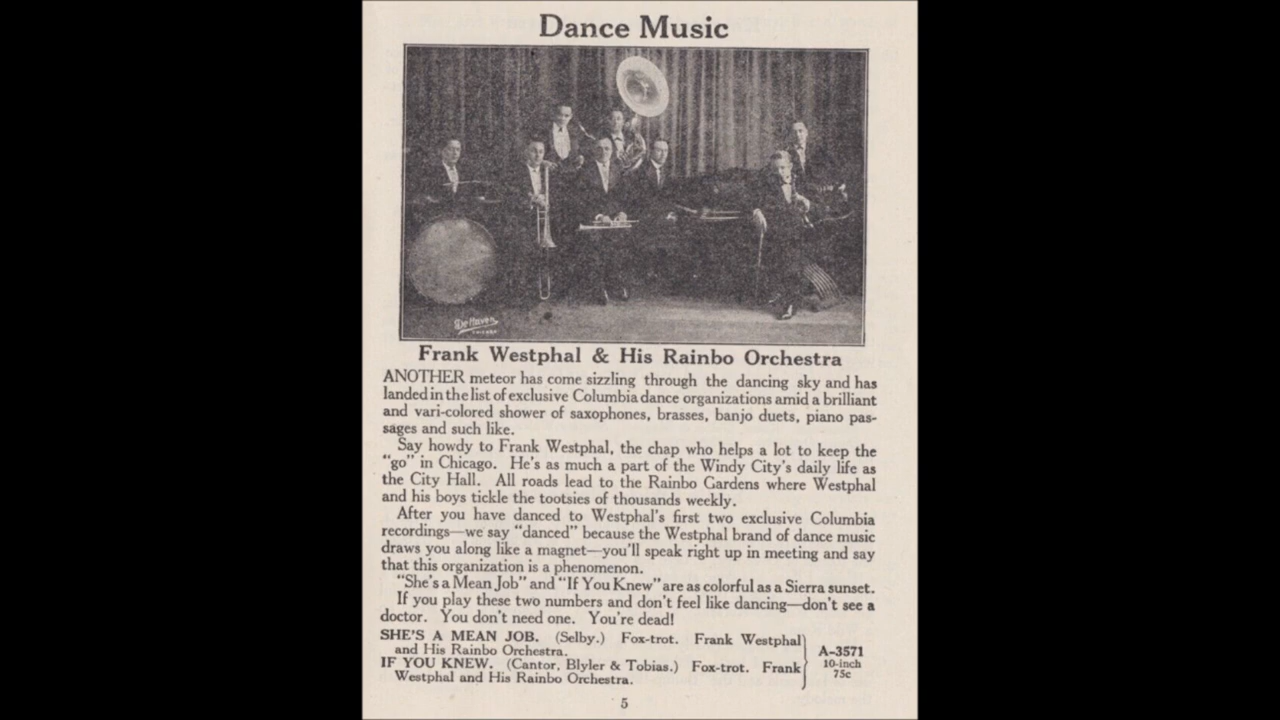 Dance Music
De Haven
CHICAGO
Frank Westphal & His Rainbo Orchestra
ANOTHER meteor has come sizzling through the dancing sky and has
landed in the list of exclusive Columbia dance organizations amid a brilliant
and vari-colored shower of saxophones, brasses, banjo duets, piano pas-
sages and such like.
Say howdy to Frank Westphal, the chap who helps a lot to keep the
"go" in Chicago. He's as much a part of the Windy City's daily life as
the City Hall. All roads lead to the Rainbo Gardens where Westphal
and his boys tickle the tootsies of thousands weekly.
After you have danced to Westphal's first two exclusive Columbia
recordings—we say "danced" because the Westphal brand of dance music
draws you along like a magnet—you'll speak right up in meeting and say
that this organization is a phenomenon.
"She's a Mean Job" and "If You Knew" are as colorful as a Sierra sunset.
If you play these two numbers and don't feel like dancing—don't see a
doctor. You don't need one. You're dead!
SHE'S A MEAN JOB. (Selby.) Fox-trot. Frank Westphal
and His Rainbo Orchestra.
IF YOU KNEW. (Cantor, Blyler & Tobias.) Fox-trot. Frank
Westphal and His Rainbo Orchestra.
A-3571
10-inch
75c
5